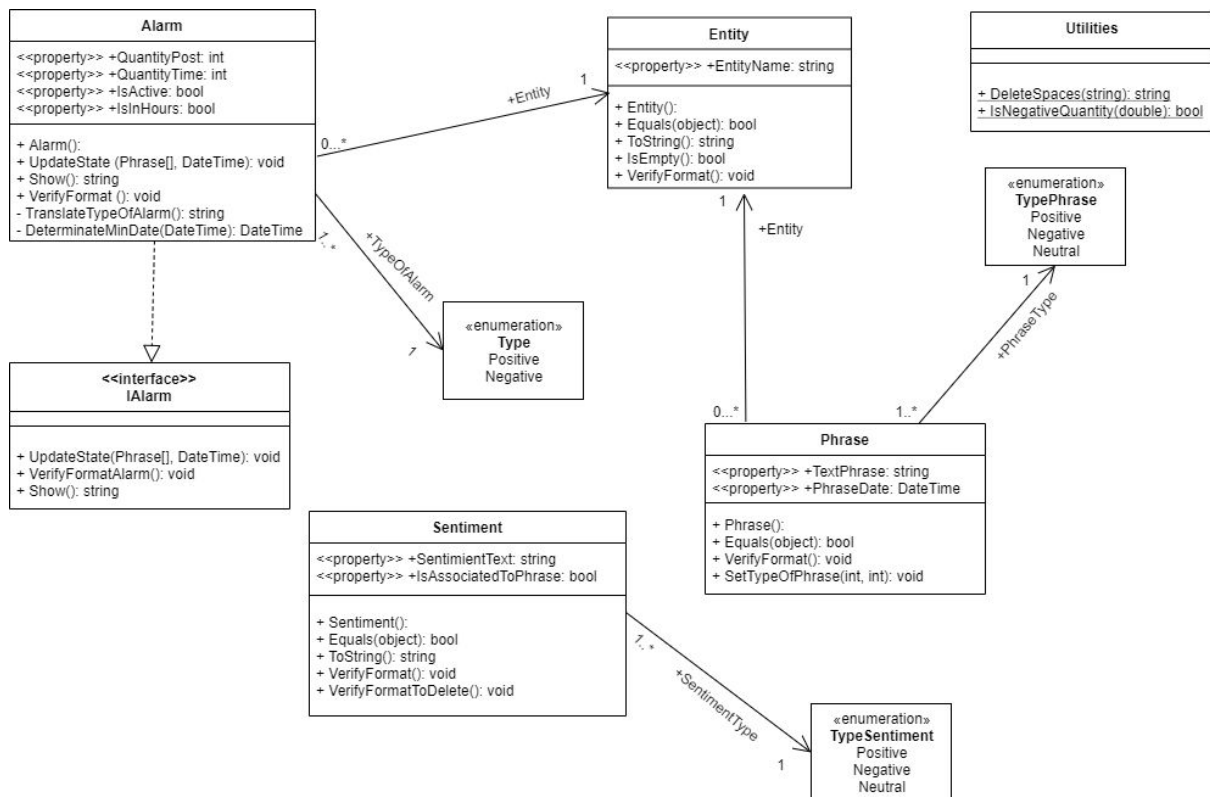 Alarm
<<property>> +QuantityPost: int
<<property>> +QuantityTime: int
<<property>> +IsActive: bool
<<property>> +IsInHours: bool
+ Alarm():
+ UpdateState (Phrase[], DateTime): void
+ Show(): string
+ VerifyFormat (): void
- TranslateTypeOfAlarm(): string
- DeterminateMinDate(DateTime): DateTime
0...*
+Entity
1
Entity
<<property>> +EntityName: string
+ Entity():
+ Equals(object): bool
+ ToString(): string
+ IsEmpty(): bool
+ VerifyFormat(): void
Utilities
+ DeleteSpaces(string): string
+ IsNegativeQuantity(double): bool
«enumeration»
TypePhrase
Positive
Negative
Neutral
1..*
+TypeOfAlarm
1
«enumeration»
Type
Positive
Negative
1
+Entity
0...*
1
+PhraseType
1..*
<<interface>>
IAlarm
+ UpdateState(Phrase[], DateTime): void
+ VerifyFormatAlarm(): void
+ Show(): string
Phrase
<<property>> +TextPhrase: string
<<property>> +PhraseDate: DateTime
+ Phrase():
+ Equals(object): bool
+ VerifyFormat(): void
+ SetTypeOfPhrase(int, int): void
Sentiment
<<property>> +SentimientText: string
<<property>> +IsAssociatedToPhrase: bool
+ Sentiment():
+ Equals(object): bool
+ ToString(): string
+ VerifyFormat(): void
+ VerifyFormatToDelete(): void
1..*
+SentimentType
1
«enumeration»
TypeSentiment
Positive
Negative
Neutral